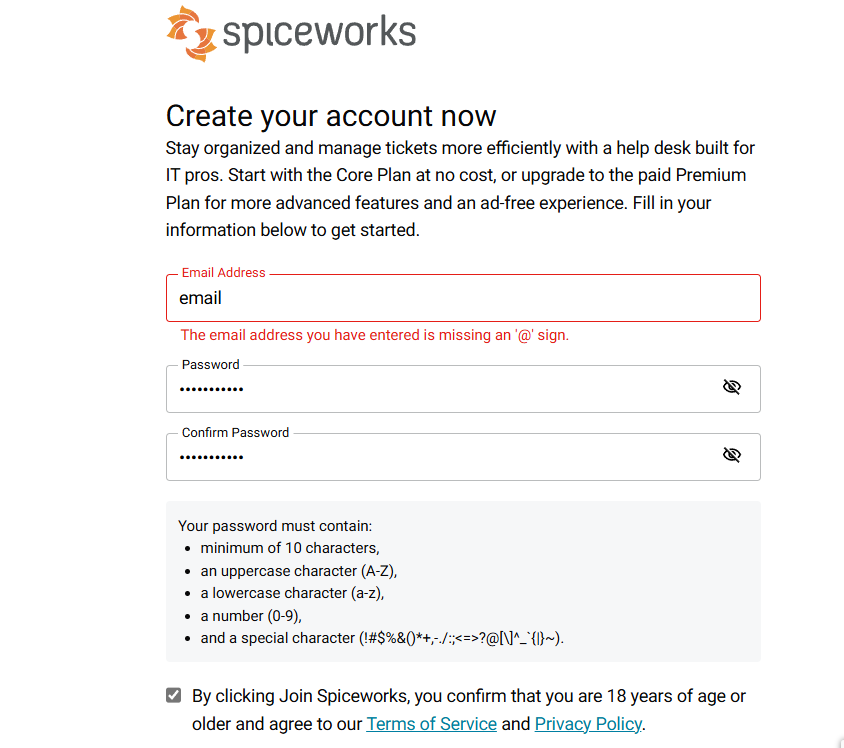 spiceworks
Create your account now
Stay organized and manage tickets more efficiently with a help desk built for
IT pros. Start with the Core Plan at no cost, or upgrade to the paid Premium
Plan for more advanced features and an ad-free experience. Fill in your
information below to get started.
Email Address
email
The email address you have entered is missing an '@' sign.
Password
•••••••••••
Confirm Password
•••••••••••
Your password must contain:
• minimum of 10 characters,
• an uppercase character (A-Z),
• a lowercase character (a-z),
• a number (0-9),
• and a special character (!#$%&()*+,-./:;<=>?@[\]^_`{|}~).
By clicking Join Spiceworks, you confirm that you are 18 years of age or
older and agree to our Terms of Service and Privacy Policy.